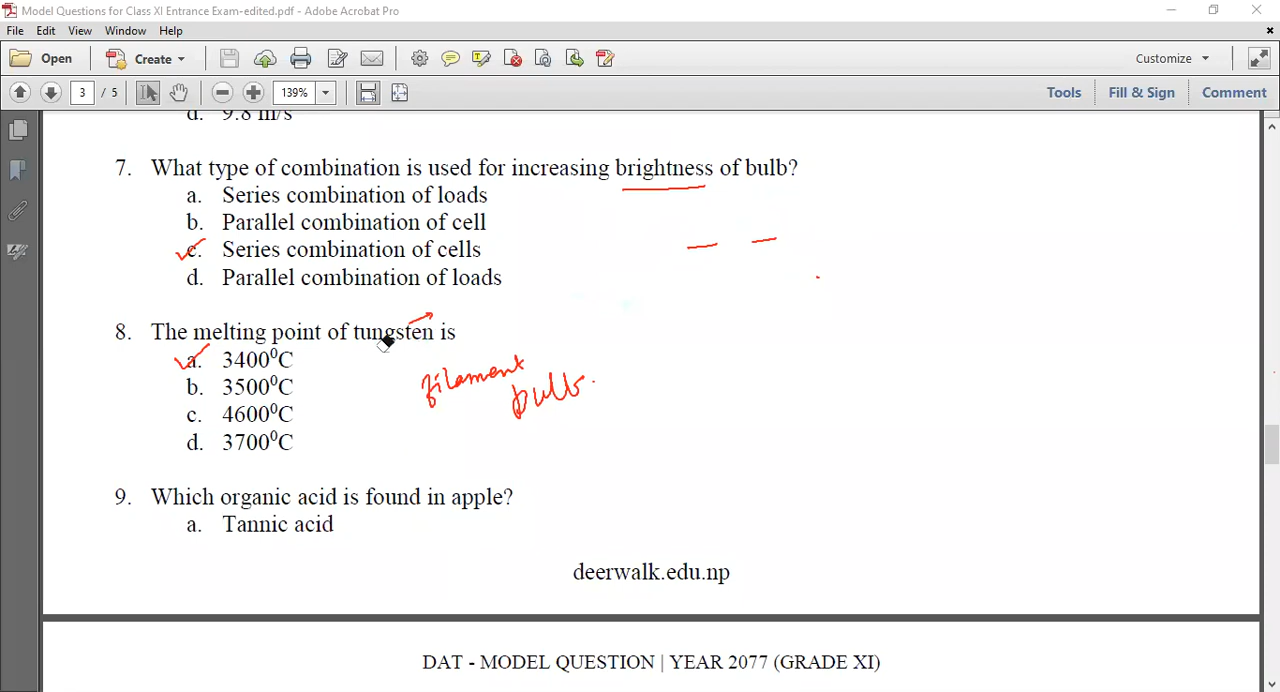 Model Questions for Class XI Entrance Exam-edited.pdf - Adobe Acrobat Pro
File Edit View Window Help
Open Create Customize
3 / 5 139% Tools Fill & Sign Comment
d. 9.8 m/s
7. What type of combination is used for increasing brightness of bulb?
a. Series combination of loads
b. Parallel combination of cell
c. Series combination of cells
d. Parallel combination of loads
8. The melting point of tungsten is
a. 3400⁰C
b. 3500⁰C
c. 4600⁰C
d. 3700⁰C
filament
bulb.
9. Which organic acid is found in apple?
a. Tannic acid
deerwalk.edu.np
DAT - MODEL QUESTION | YEAR 2077 (GRADE XI)